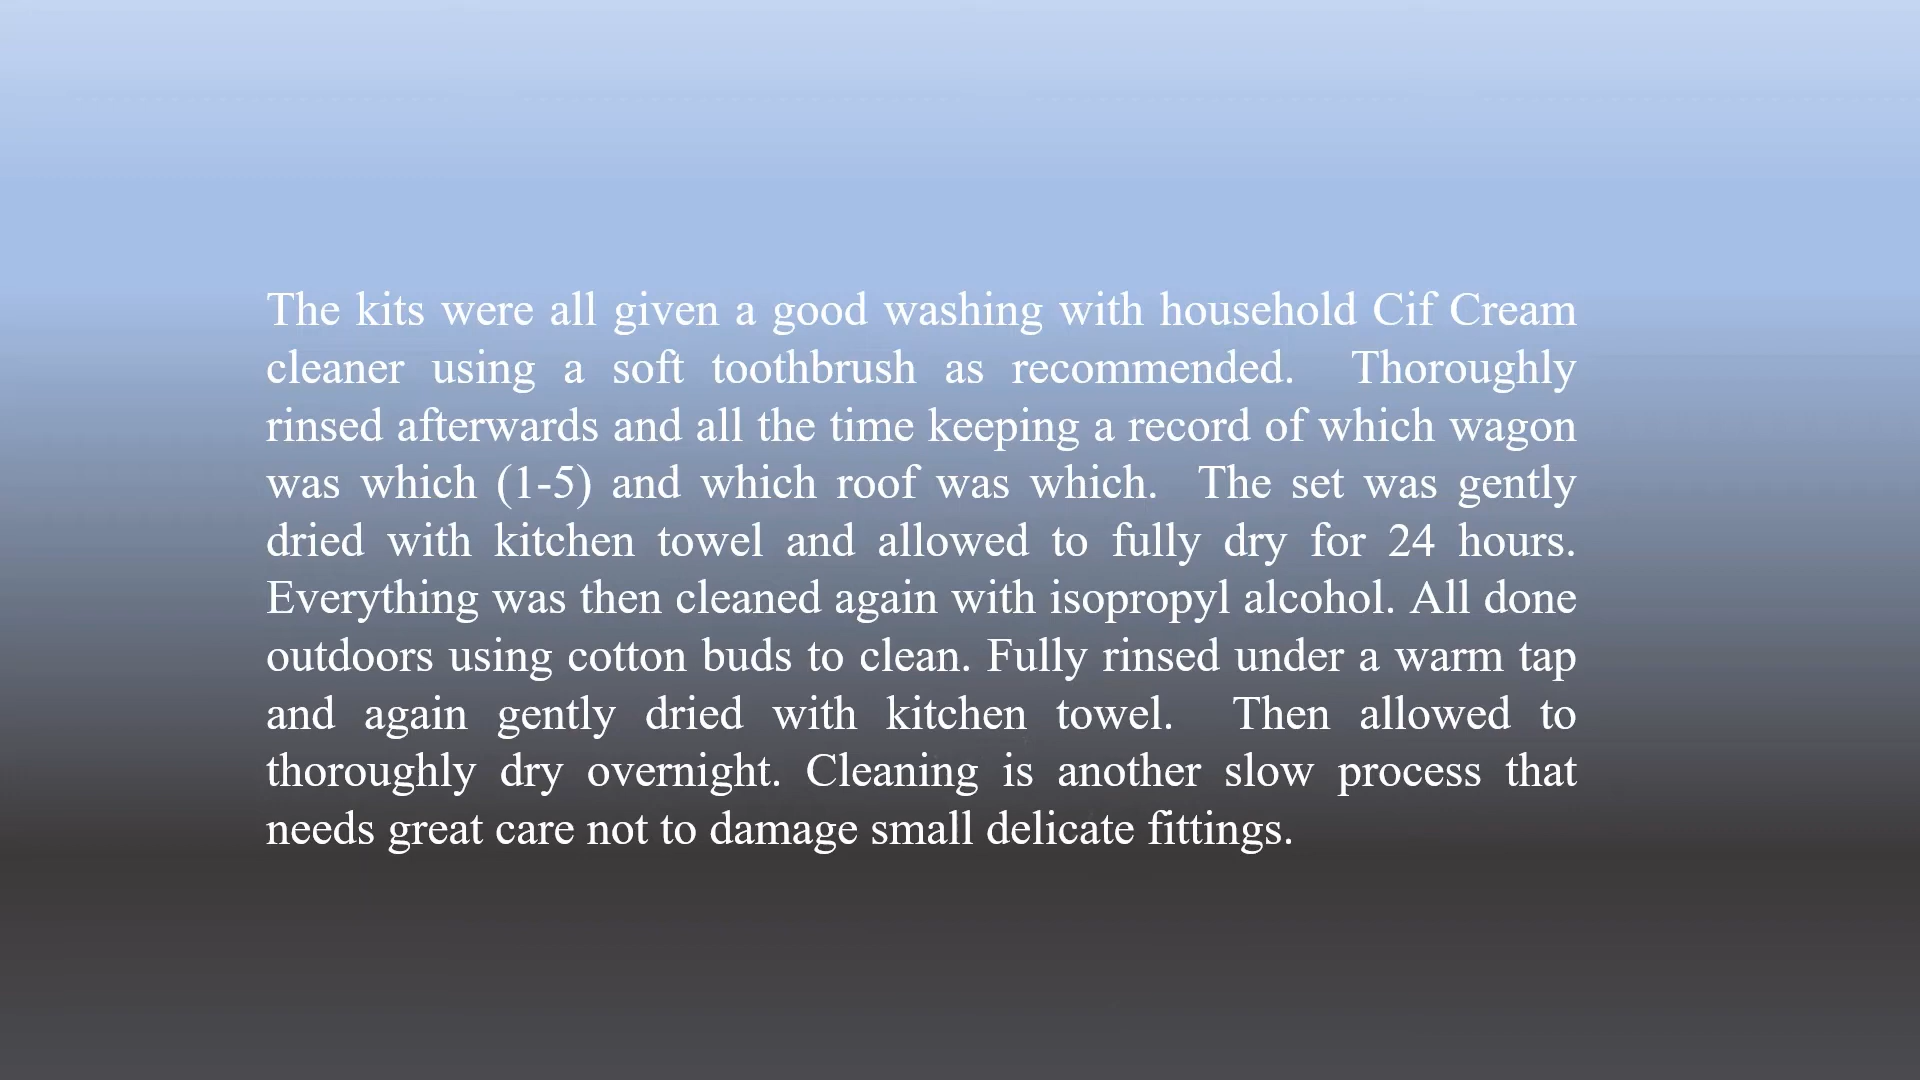 The kits were all given a good washing with household Cif Cream
cleaner using a soft toothbrush as recommended. Thoroughly
rinsed afterwards and all the time keeping a record of which wagon
was which (1-5) and which roof was which. The set was gently
dried with kitchen towel and allowed to fully dry for 24 hours.
Everything was then cleaned again with isopropyl alcohol. All done
outdoors using cotton buds to clean. Fully rinsed under a warm tap
and again gently dried with kitchen towel. Then allowed to
thoroughly dry overnight. Cleaning is another slow process that
needs great care not to damage small delicate fittings.